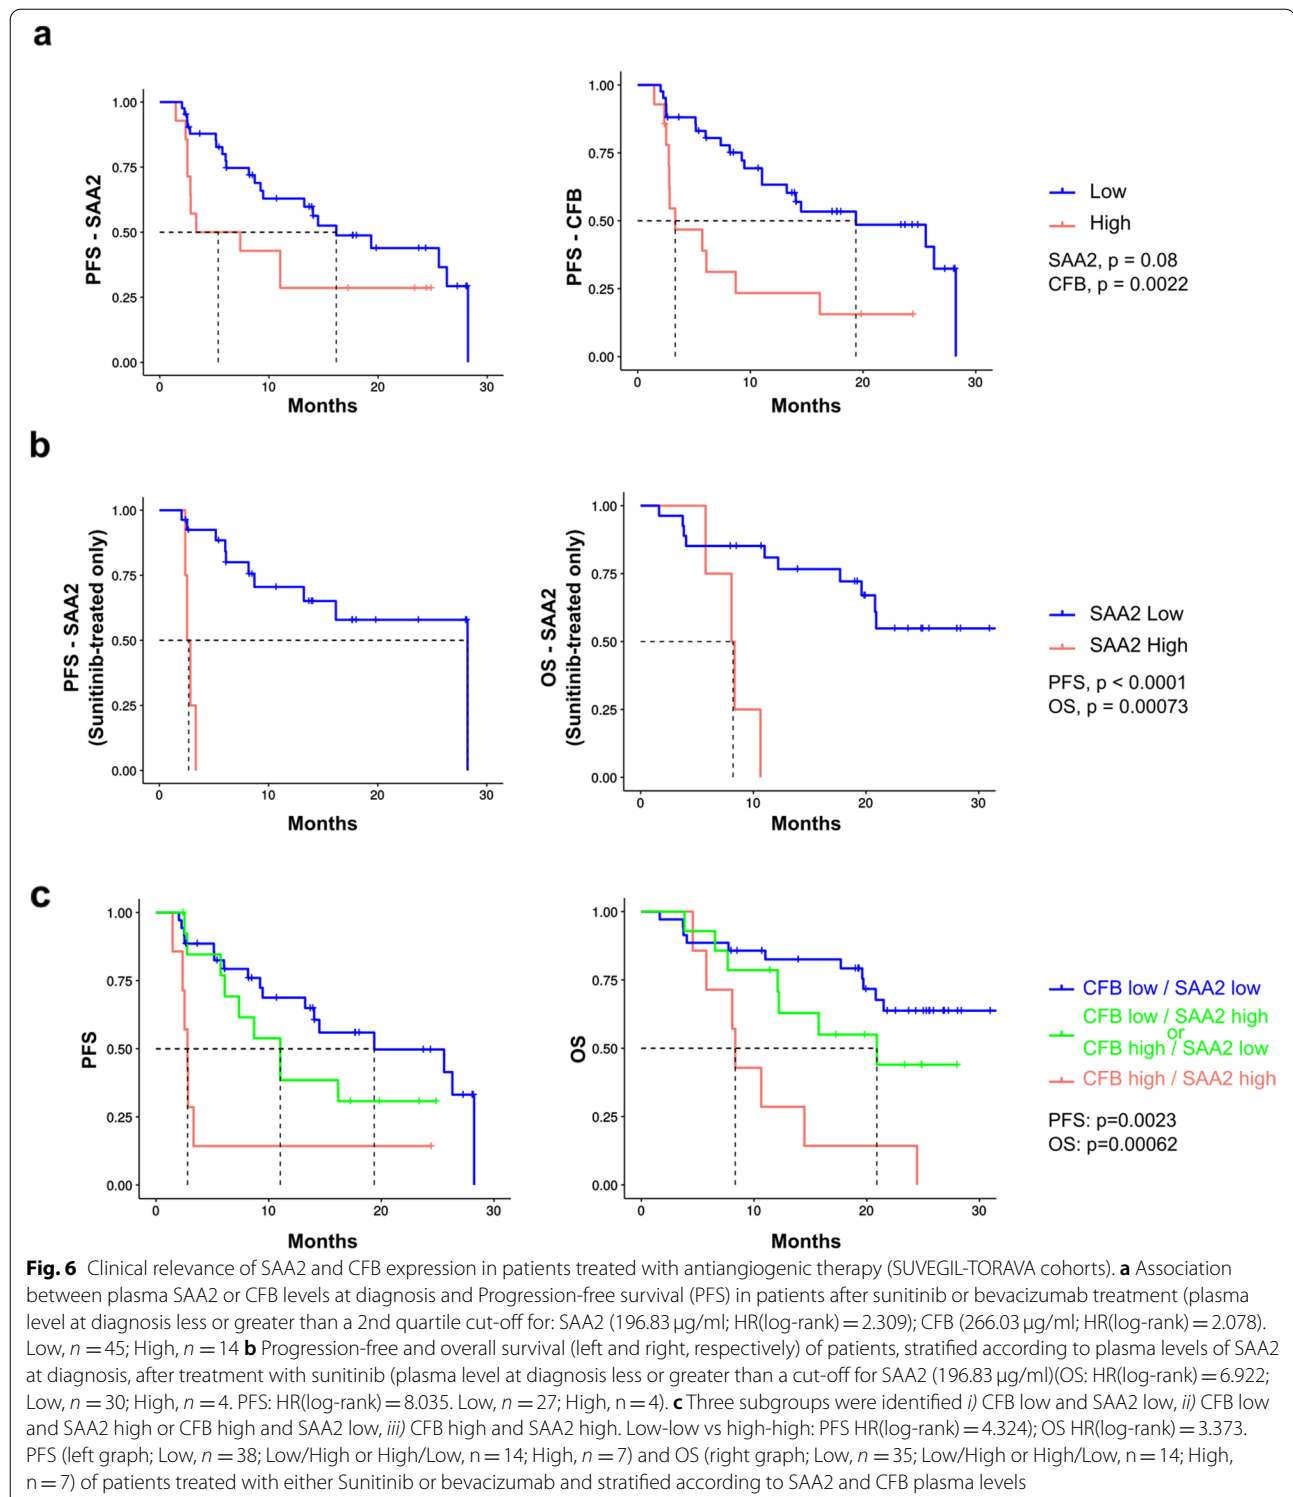 a
PFS - SAA2
1.00
0.75
0.50
0.25
0.00
0 10 20 30
Months
PFS - CFB
1.00
0.75
0.50
0.25
0.00
0 10 20 30
Months
Low
High
SAA2, p = 0.08
CFB, p = 0.0022
b
PFS - SAA2
(Sunitinib-treated only)
1.00
0.75
0.50
0.25
0.00
0 10 20 30
Months
OS - SAA2
(Sunitinib-treated only)
1.00
0.75
0.50
0.25
0.00
0 10 20 30
Months
SAA2 Low
SAA2 High
PFS, p < 0.0001
OS, p = 0.00073
c
PFS
1.00
0.75
0.50
0.25
0.00
0 10 20 30
Months
OS
1.00
0.75
0.50
0.25
0.00
0 10 20 30
Months
CFB low / SAA2 low
CFB low / SAA2 high
or
CFB high / SAA2 low
CFB high / SAA2 high
PFS: p=0.0023
OS: p=0.00062
Fig. 6 Clinical relevance of SAA2 and CFB expression in patients treated with antiangiogenic therapy (SUVEGIL-TORAVA cohorts). a Association
between plasma SAA2 or CFB levels at diagnosis and Progression-free survival (PFS) in patients after sunitinib or bevacizumab treatment (plasma
level at diagnosis less or greater than a 2nd quartile cut-off for: SAA2 (196.83 µg/ml; HR(log-rank) = 2.309); CFB (266.03 µg/ml; HR(log-rank) = 2.078).
Low, n = 45; High, n = 14 b Progression-free and overall survival (left and right, respectively) of patients, stratified according to plasma levels of SAA2
at diagnosis, after treatment with sunitinib (plasma level at diagnosis less or greater than a cut-off for SAA2 (196.83 µg/ml)(OS: HR(log-rank) = 6.922;
Low, n = 30; High, n = 4. PFS: HR(log-rank) = 8.035. Low, n = 27; High, n = 4). c Three subgroups were identified i) CFB low and SAA2 low, ii) CFB low
and SAA2 high or CFB high and SAA2 low, iii) CFB high and SAA2 high. Low-low vs high-high: PFS HR(log-rank) = 4.324); OS HR(log-rank) = 3.373.
PFS (left graph; Low, n = 38; Low/High or High/Low, n = 14; High, n = 7) and OS (right graph; Low, n = 35; Low/High or High/Low, n = 14; High,
n = 7) of patients treated with either Sunitinib or bevacizumab and stratified according to SAA2 and CFB plasma levels